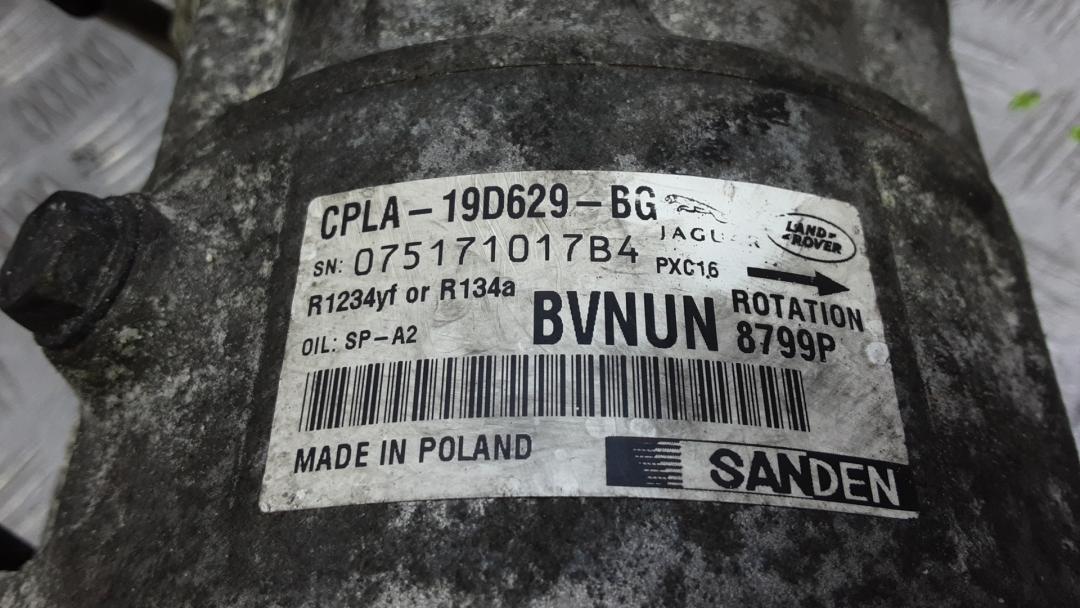 CPLA-19D629-BG
JAGUAR
LAND-
-ROVER
SN: 075171017B4
PXC16
R1234yf or R134a
BVNUN
ROTATION
8799P
OIL: SP-A2
MADE IN POLAND
SANDEN